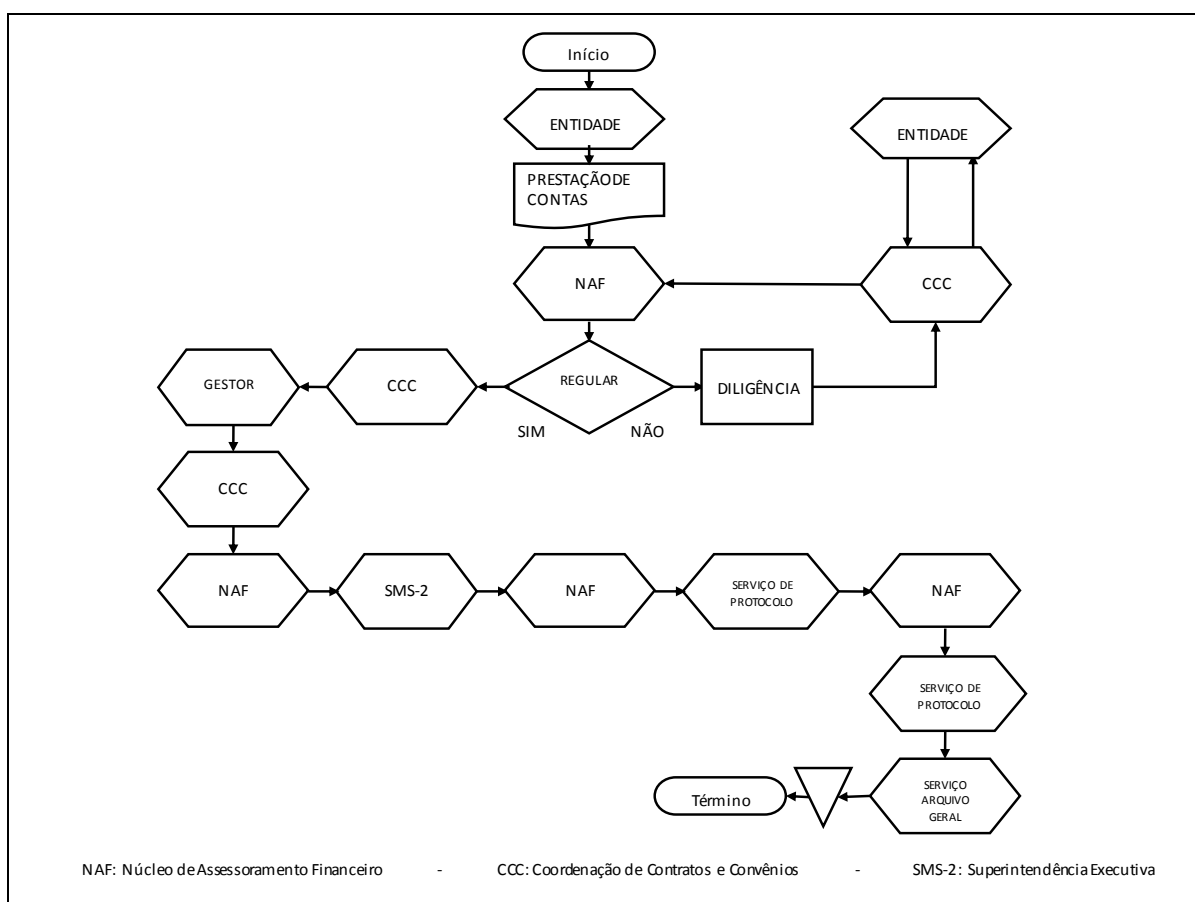 Início
ENTIDADE
ENTIDADE
PRESTAÇÃO DE
CONTAS
NAF
CCC
GESTOR
CCC
REGULAR
DILIGÊNCIA
SIM
NÃO
CCC
NAF
SMS-2
NAF
SERVIÇO DE
PROTOCOLO
NAF
SERVIÇO DE
PROTOCOLO
SERVIÇO
ARQUIVO
GERAL
Término
NAF: Núcleo de Assessoramento Financeiro - CCC: Coordenação de Contratos e Convênios - SMS-2: Superintendência Executiva